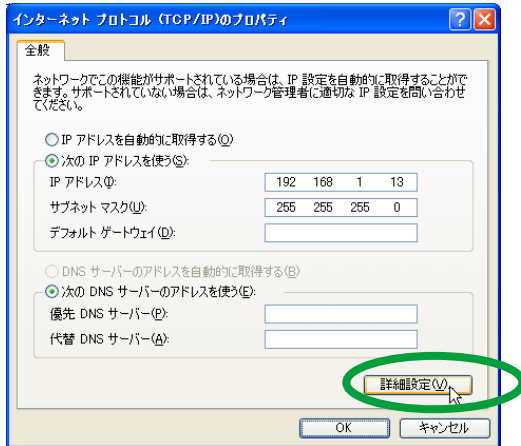 インターネット プロトコル (TCP/IP)のプロパティ
全般
ネットワークでこの機能がサポートされている場合は、IP 設定を自動的に取得することがで
きます。サポートされていない場合は、ネットワーク管理者に適切な IP 設定を問い合わせ
てください。
IP アドレスを自動的に取得する(O)
次の IP アドレスを使う(S):
IP アドレス(I): 192 168 1 13
サブネット マスク(U): 255 255 255 0
デフォルト ゲートウェイ(D):
DNS サーバーのアドレスを自動的に取得する(B)
次の DNS サーバーのアドレスを使う(E):
優先 DNS サーバー(P):
代替 DNS サーバー(A):
詳細設定(V)...
OK キャンセル